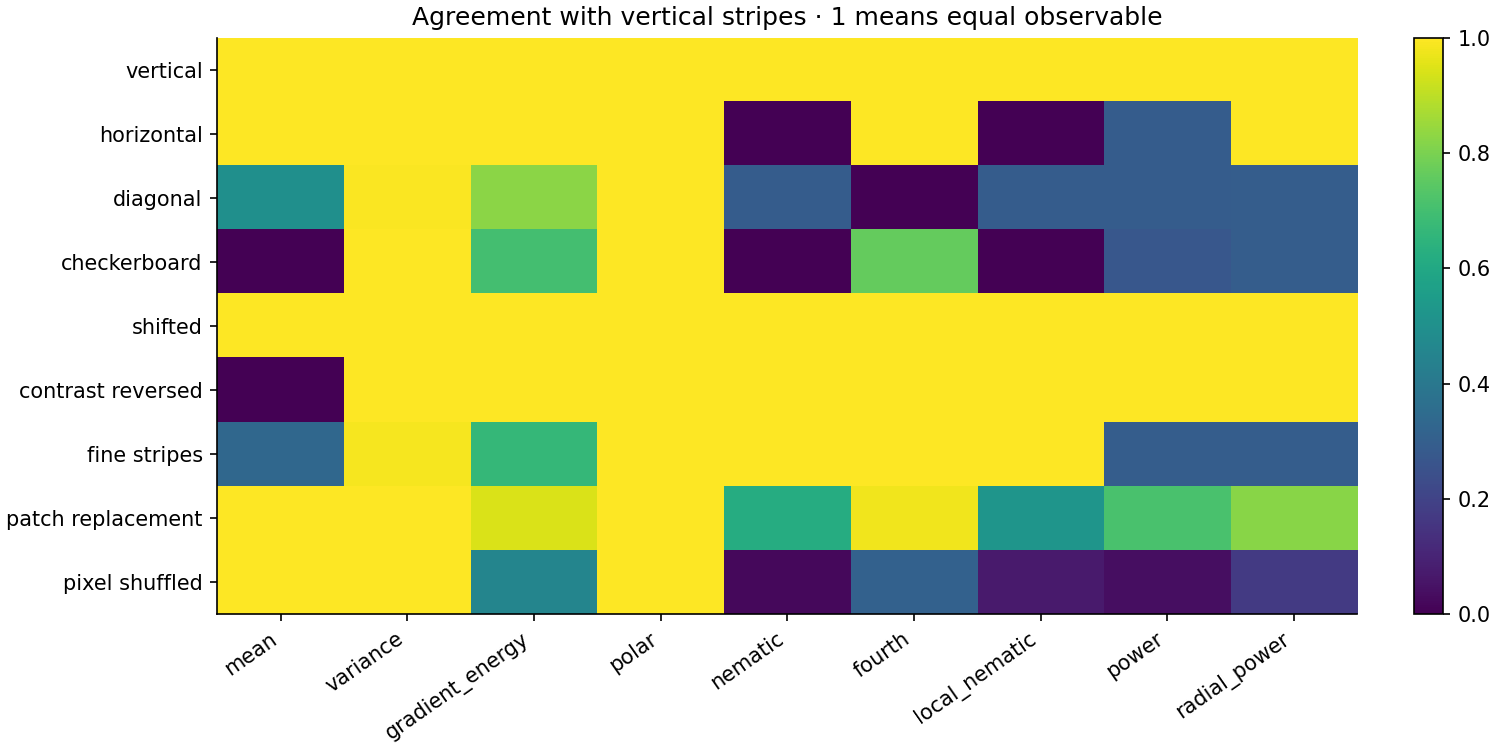 Agreement with vertical stripes · 1 means equal observable
vertical
horizontal
diagonal
checkerboard
shifted
contrast reversed
fine stripes
patch replacement
pixel shuffled
mean
variance
gradient_energy
polar
nematic
fourth
local_nematic
power
radial_power
1.0
0.8
0.6
0.4
0.2
0.0